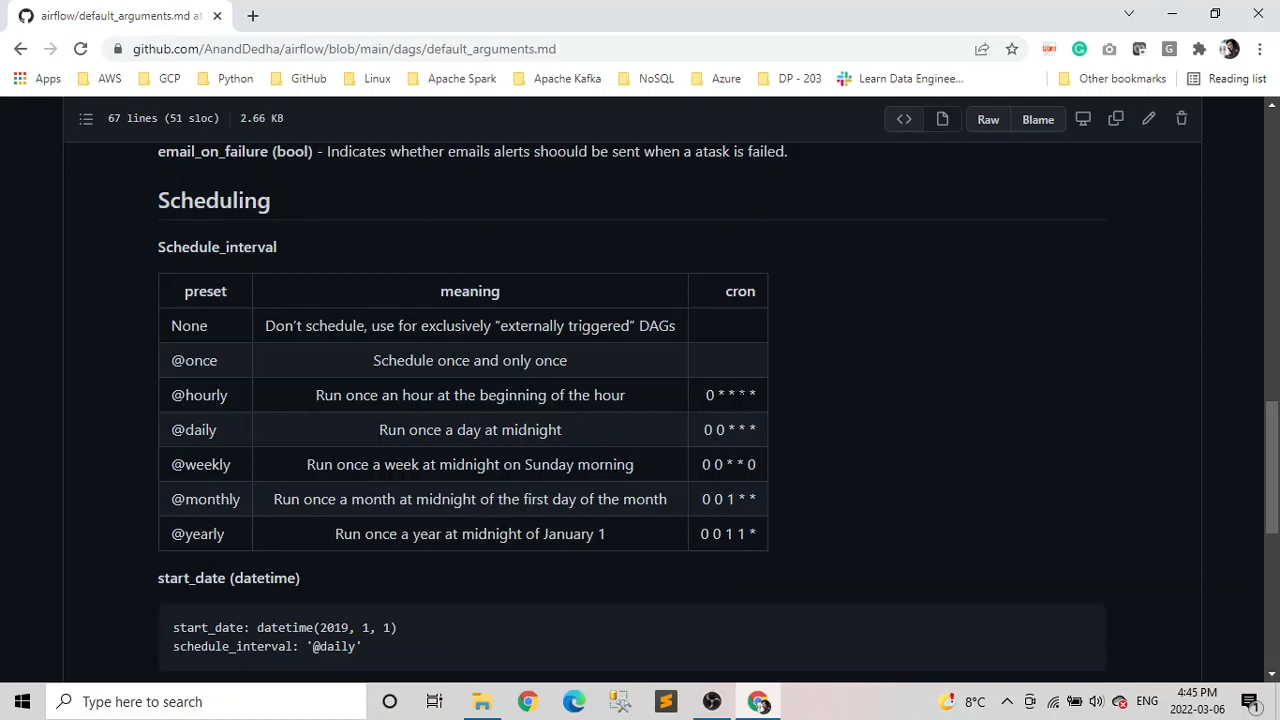 airflow/default_arguments.md at
github.com/AnandDedha/airflow/blob/main/dags/default_arguments.md
Apps AWS GCP Python GitHub Linux Apache Spark Apache Kafka NoSQL Azure DP - 203 Learn Data Enginee... Other bookmarks Reading list
67 lines (51 sloc) 2.66 KB Raw Blame
email_on_failure (bool) - Indicates whether emails alerts shoould be sent when a atask is failed.
Scheduling
Schedule_interval
preset meaning cron
None Don't schedule, use for exclusively "externally triggered" DAGs
@once Schedule once and only once
@hourly Run once an hour at the beginning of the hour 0 * * * *
@daily Run once a day at midnight 0 0 * * *
@weekly Run once a week at midnight on Sunday morning 0 0 * * 0
@monthly Run once a month at midnight of the first day of the month 0 0 1 * *
@yearly Run once a year at midnight of January 1 0 0 1 1 *
start_date (datetime)
start_date: datetime(2019, 1, 1)
schedule_interval: '@daily'
Type here to search
8°C
ENG
4:45 PM
2022-03-06
1